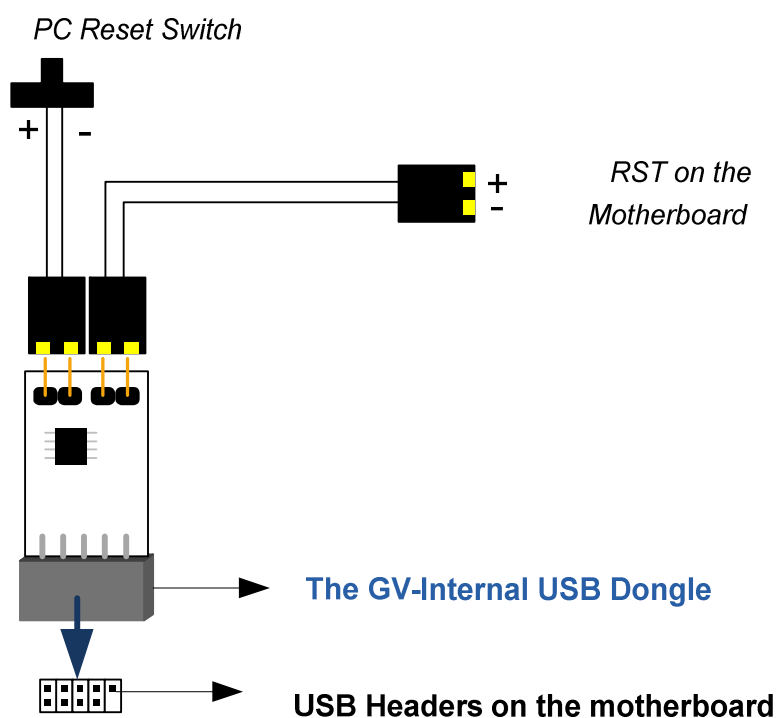 PC Reset Switch
+ -
+
-
RST on the
Motherboard
The GV-Internal USB Dongle
USB Headers on the motherboard